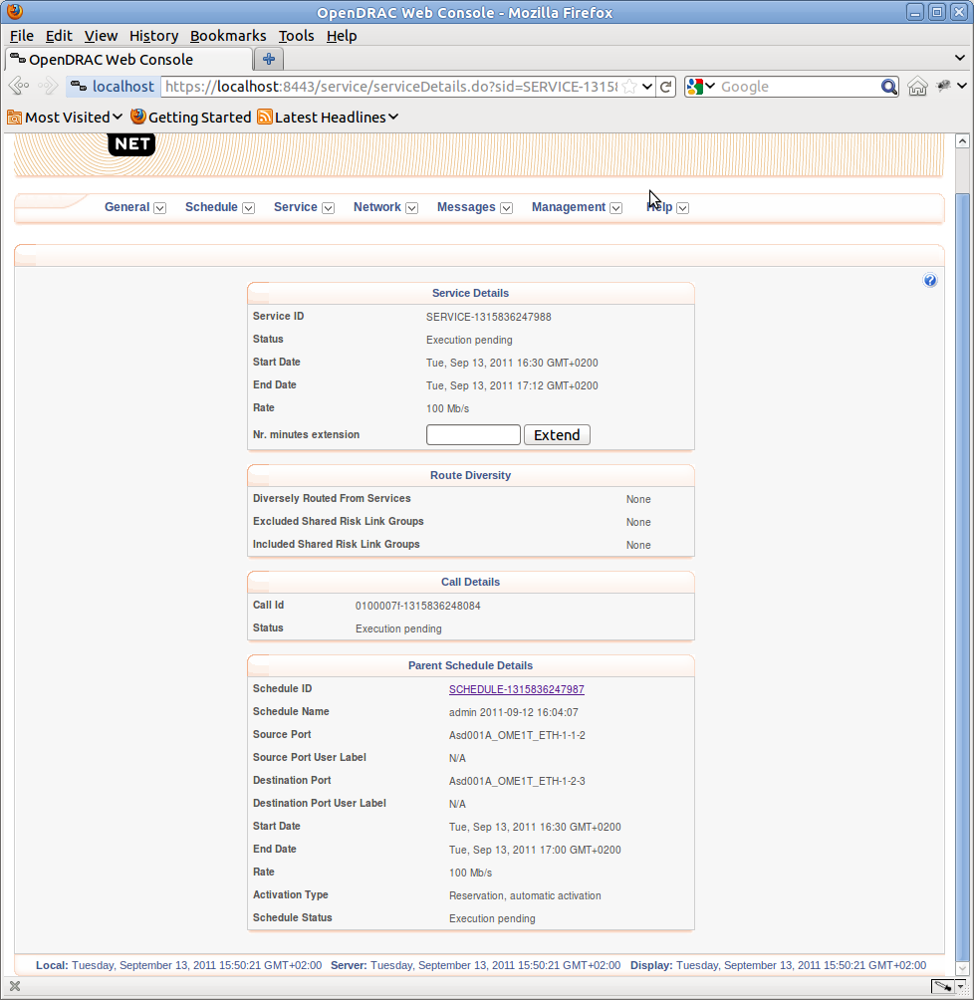 OpenDRAC Web Console - Mozilla Firefox
File Edit View History Bookmarks Tools Help
OpenDRAC Web Console
localhost https://localhost:8443/service/serviceDetails.do?sid=SERVICE-13158 Google
Most Visited Getting Started Latest Headlines
NET
General Schedule Service Network Messages Management Help
Service Details
Service ID SERVICE-1315836247988
Status Execution pending
Start Date Tue, Sep 13, 2011 16:30 GMT+0200
End Date Tue, Sep 13, 2011 17:12 GMT+0200
Rate 100 Mb/s
Nr. minutes extension Extend
Route Diversity
Diversely Routed From Services None
Excluded Shared Risk Link Groups None
Included Shared Risk Link Groups None
Call Details
Call Id 0100007f-1315836248084
Status Execution pending
Parent Schedule Details
Schedule ID SCHEDULE-1315836247987
Schedule Name admin 2011-09-12 16:04:07
Source Port Asd001A_OME1T_ETH-1-1-2
Source Port User Label N/A
Destination Port Asd001A_OME1T_ETH-1-2-3
Destination Port User Label N/A
Start Date Tue, Sep 13, 2011 16:30 GMT+0200
End Date Tue, Sep 13, 2011 17:00 GMT+0200
Rate 100 Mb/s
Activation Type Reservation, automatic activation
Schedule Status Execution pending
Local: Tuesday, September 13, 2011 15:50:21 GMT+02:00 Server: Tuesday, September 13, 2011 15:50:21 GMT+02:00 Display: Tuesday, September 13, 2011 15:50:21 GMT+02:00